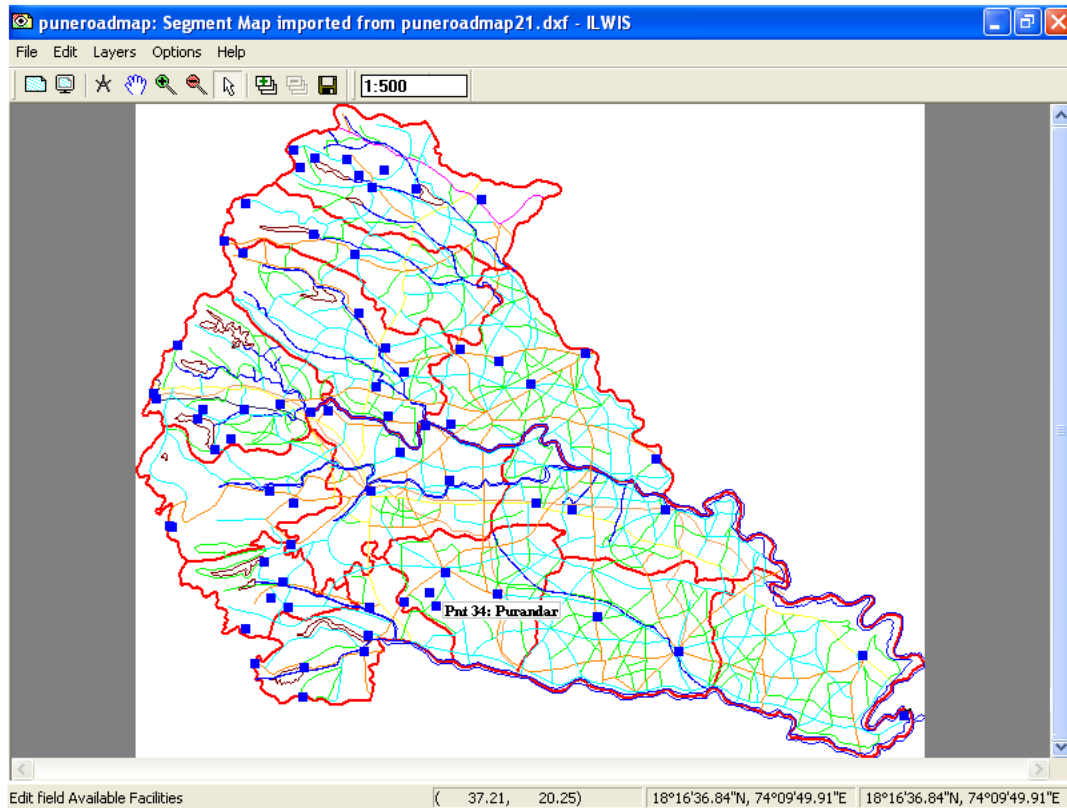 puneroadmap: Segment Map imported from puneroadmap21.dxf - ILWIS
File Edit Layers Options Help
1:500
Pnt 34: Purandar
Edit field Available Facilities ( 37.21, 20.25) 18°16'36.84"N, 74°09'49.91"E 18°16'36.84"N, 74°09'49.91"E